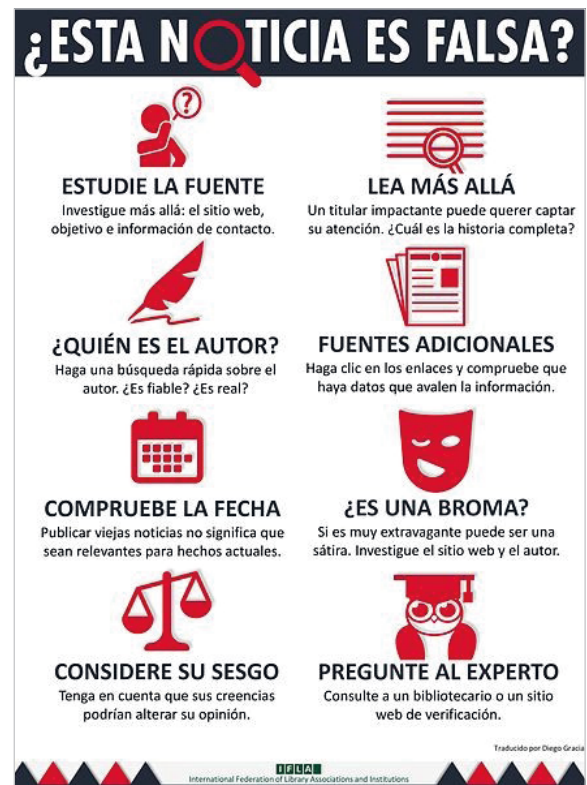 ¿ESTA NOTICIA ES FALSA?
ESTUDIE LA FUENTE
Investigue más allá: el sitio web,
objetivo e información de contacto.
LEA MÁS ALLÁ
Un titular impactante puede querer captar
su atención. ¿Cuál es la historia completa?
¿QUIÉN ES EL AUTOR?
Haga una búsqueda rápida sobre el
autor. ¿Es fiable? ¿Es real?
FUENTES ADICIONALES
Haga clic en los enlaces y compruebe que
haya datos que avalen la información.
COMPRUEBE LA FECHA
Publicar viejas noticias no significa que
sean relevantes para hechos actuales.
¿ES UNA BROMA?
Si es muy extravagante puede ser una
sátira. Investigue el sitio web y el autor.
CONSIDERE SU SESGO
Tenga en cuenta que sus creencias
podrían alterar su opinión.
PREGUNTE AL EXPERTO
Consulte a un bibliotecario o un sitio
web de verificación.
Traducido por Diego Gracia
IFLA
International Federation of Library Associations and Institutions